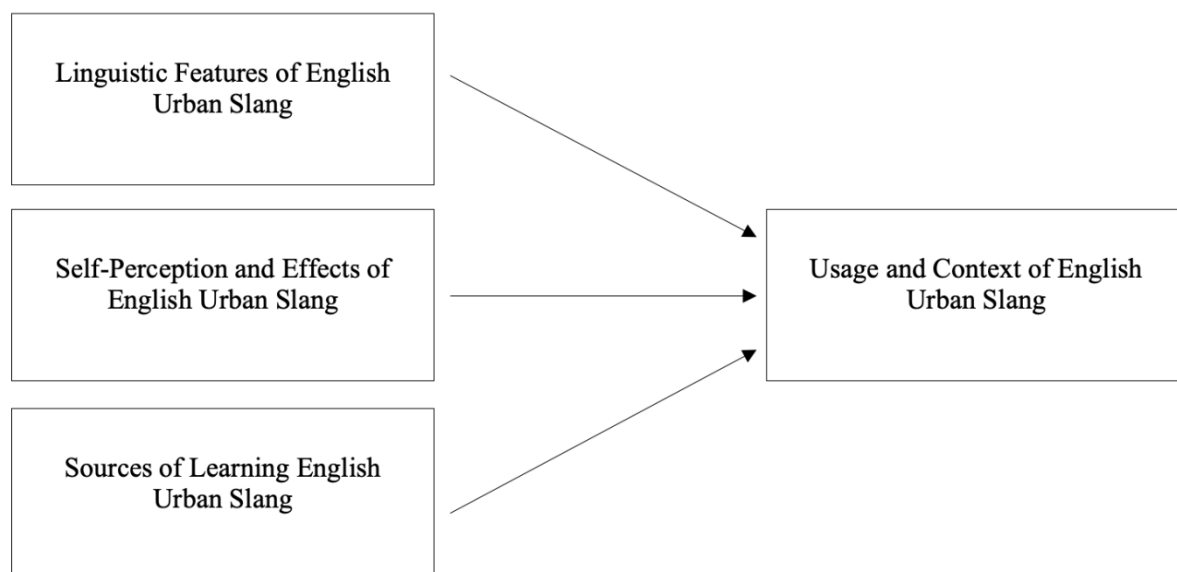 Linguistic Features of English
Urban Slang
Self-Perception and Effects of
English Urban Slang
Usage and Context of English
Urban Slang
Sources of Learning English
Urban Slang